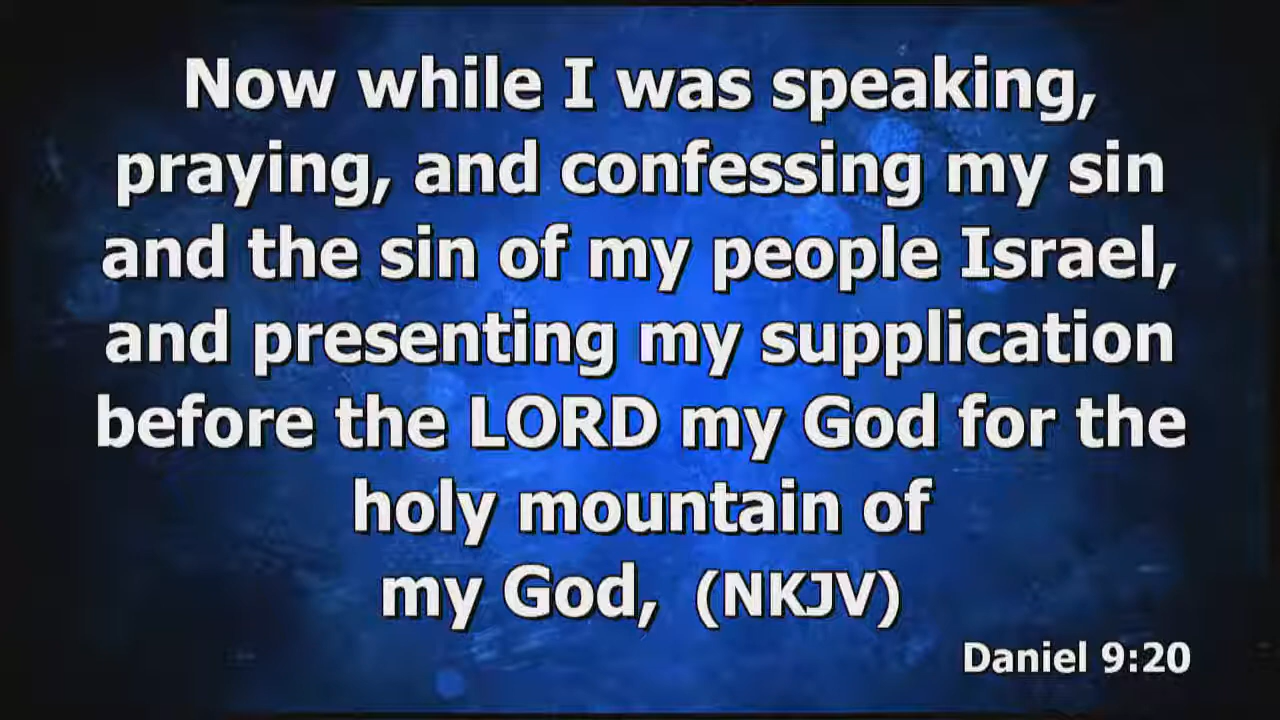 Now while I was speaking,
praying, and confessing my sin
and the sin of my people Israel,
and presenting my supplication
before the LORD my God for the
holy mountain of
my God,  (NKJV)
Daniel 9:20